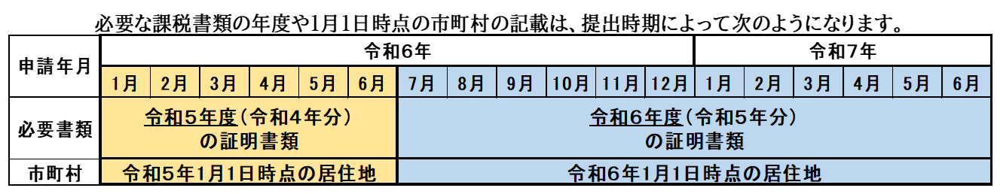 必要な課税書類の年度や1月1日時点の市町村の記載は、提出時期によって次のようになります。
申請年月
令和6年
令和7年
1月 2月 3月 4月 5月 6月 7月 8月 9月 10月 11月 12月 1月 2月 3月 4月 5月 6月
必要書類
令和5年度(令和4年分)
の証明書類
令和6年度(令和5年分)
の証明書類
市町村
令和5年1月1日時点の居住地
令和6年1月1日時点の居住地